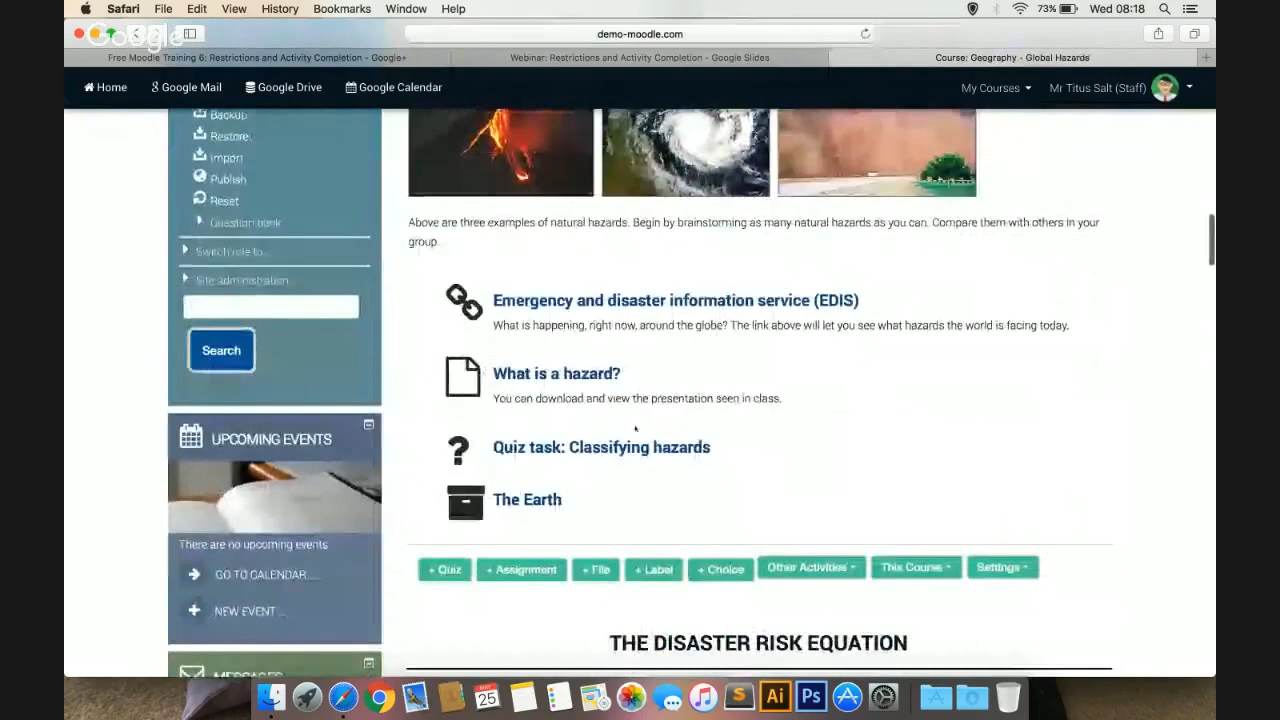 Safari File Edit View History Bookmarks Window Help 73% Wed 08:18
Google
demo-moodle.com
Free Moodle Training 6: Restrictions and Activity Completion - Google+ Webinar: Restrictions and Activity Completion - Google Slides Course: Geography - Global Hazards
Home Google Mail Google Drive Google Calendar My Courses Mr Titus Salt (Staff)
Backup
Restore
Import
Publish
Reset
Question bank
Switch role to...
Site administration
Search
UPCOMING EVENTS
There are no upcoming events
GO TO CALENDAR...
NEW EVENT...
MESSAGES
Above are three examples of natural hazards. Begin by brainstorming as many natural hazards as you can. Compare them with others in your
group.
Emergency and disaster information service (EDIS)
What is happening, right now, around the globe? The link above will let you see what hazards the world is facing today.
What is a hazard?
You can download and view the presentation seen in class.
Quiz task: Classifying hazards
The Earth
+ Quiz + Assignment + File + Label + Choice Other Activities This Course Settings
THE DISASTER RISK EQUATION
MAY
25
Ai Ps